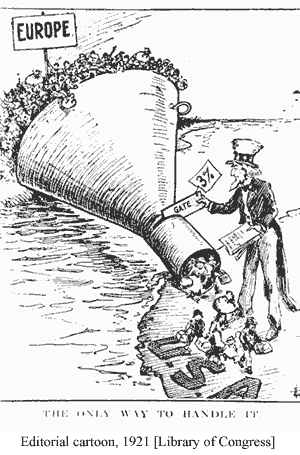 EUROPE
3%
GATE
U.S.A
THE ONLY WAY TO HANDLE IT.
Editorial cartoon, 1921 [Library of Congress]